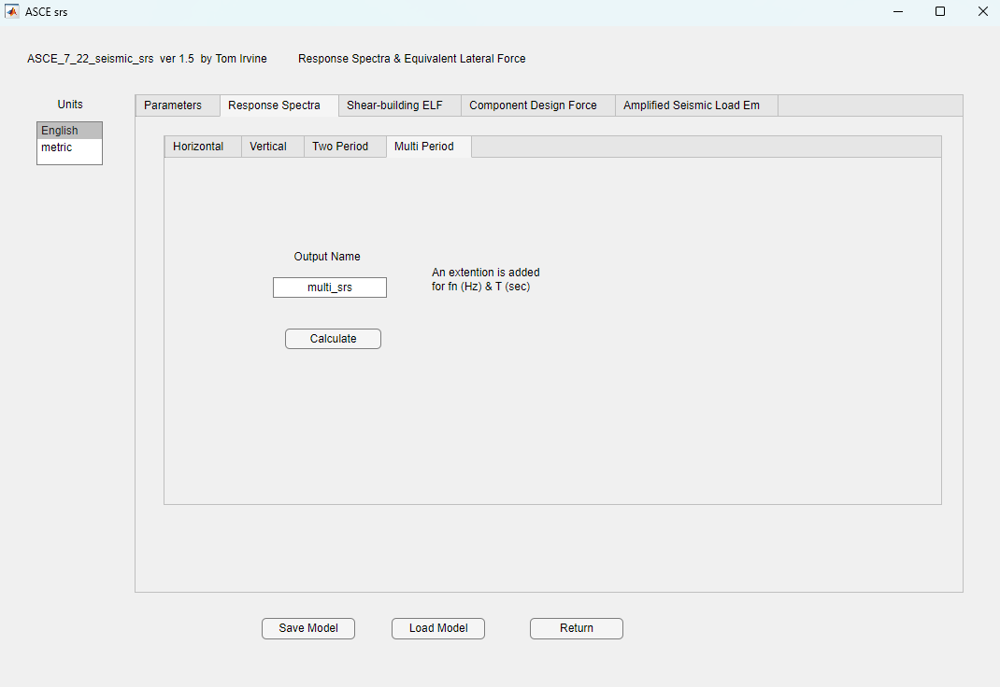 ASCE srs
ASCE_7_22_seismic_srs ver 1.5 by Tom Irvine
Response Spectra & Equivalent Lateral Force
Units
English
metric
Parameters
Response Spectra
Shear-building ELF
Component Design Force
Amplified Seismic Load Em
Horizontal
Vertical
Two Period
Multi Period
Output Name
multi_srs
An extention is added
for fn (Hz) & T (sec)
Calculate
Save Model
Load Model
Return